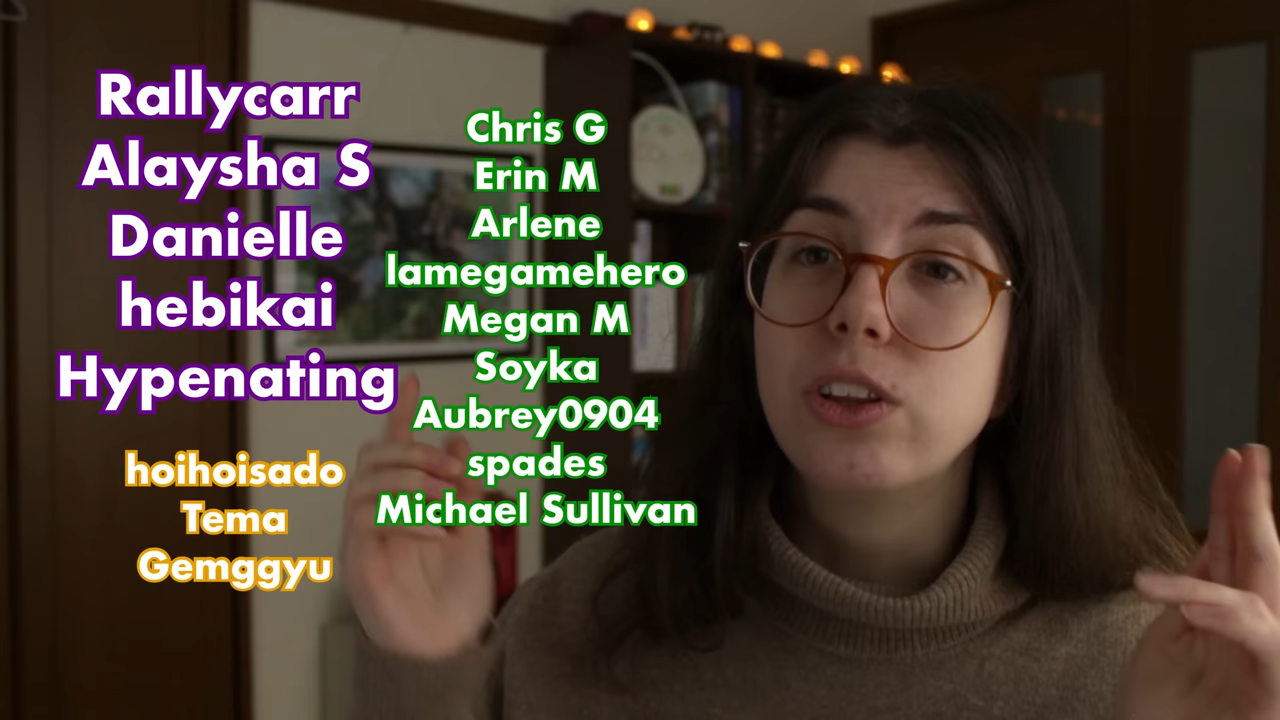 Rallycarr
Alaysha S
Danielle
hebikai
Hypenating
hoihoisado
Tema
Gemggyu
Chris G
Erin M
Arlene
lamegamehero
Megan M
Soyka
Aubrey0904
spades
Michael Sullivan